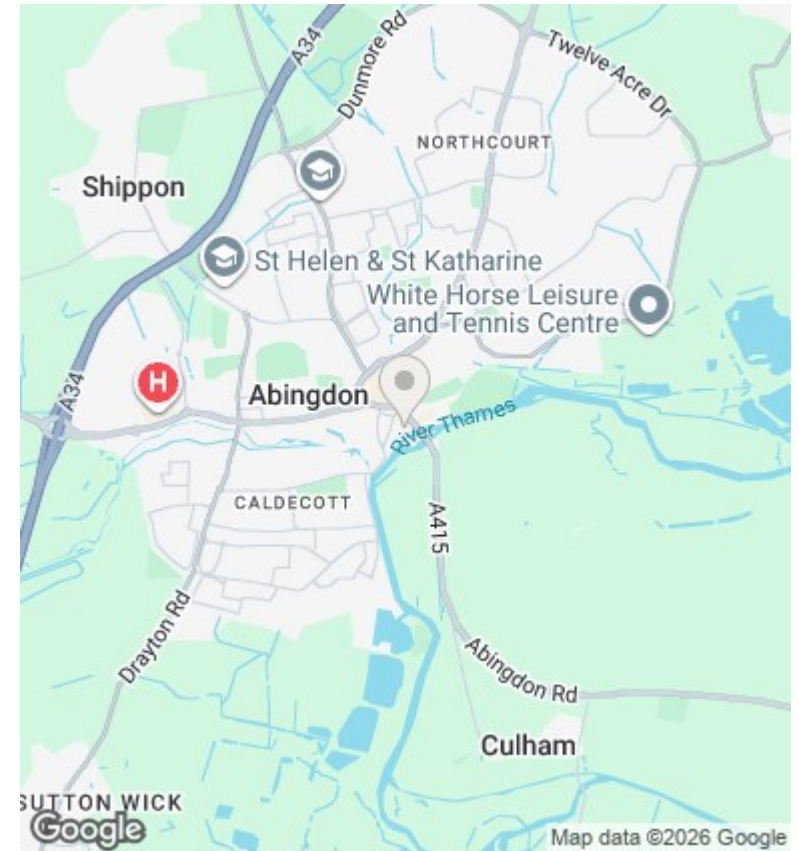 A34
Dunmore Rd
Twelve Acre Dr
NORTHCOURT
Shippon
St Helen & St Katharine
White Horse Leisure
and Tennis Centre
H
A34
Abingdon
River Thames
CALDECOTT
A415
Drayton Rd
Abingdon Rd
Culham
SUTTON WICK
Google
Map data ©2026 Google